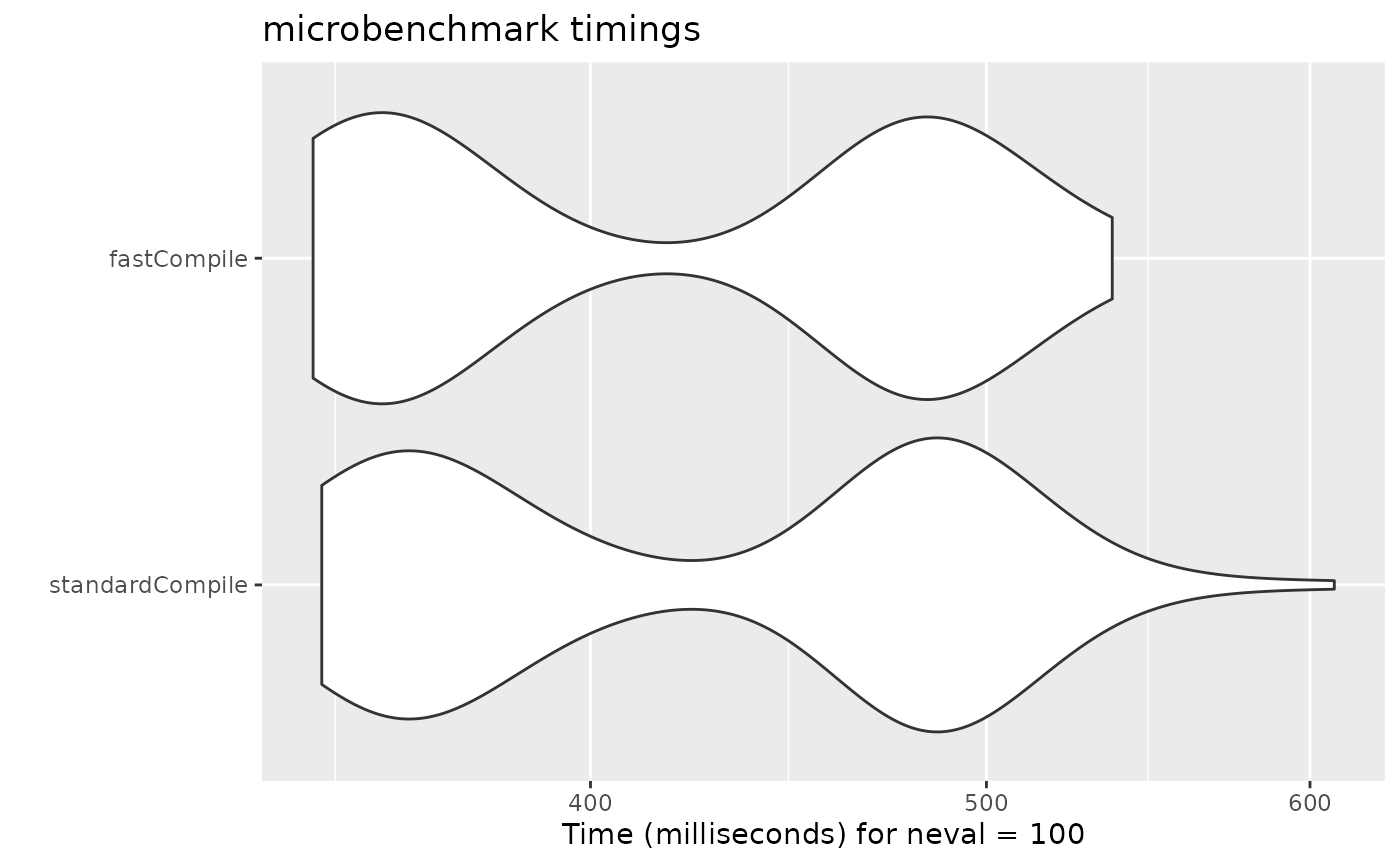 microbenchmark timings
fastCompile
standardCompile
400 500 600
Time (milliseconds) for neval = 100